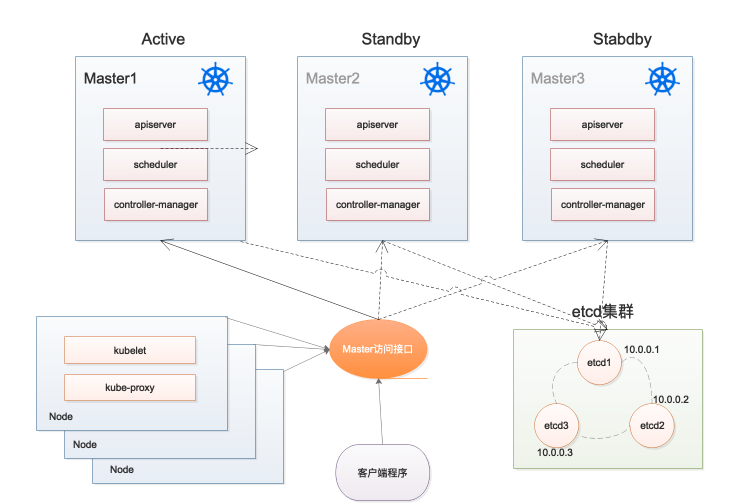 Active
Standby
Stabdby
Master1
Master2
Master3
apiserver
apiserver
apiserver
scheduler
scheduler
scheduler
controller-manager
controller-manager
controller-manager
etcd集群
kubelet
kube-proxy
Node
Node
Node
Master访问接口
客户端程序
etcd1
10.0.0.1
etcd2
10.0.0.2
etcd3
10.0.0.3